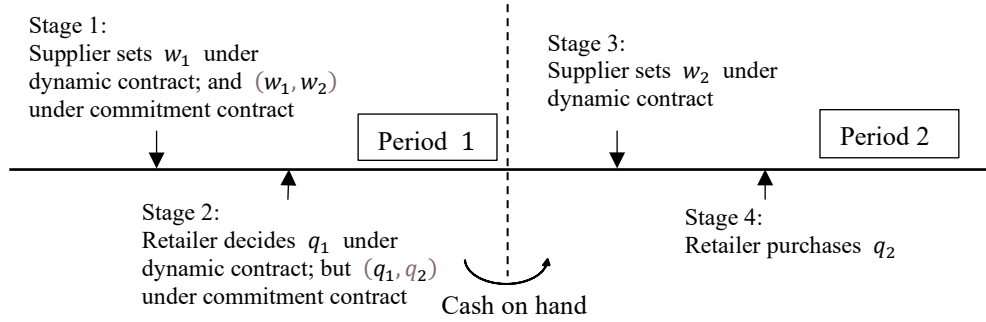 Stage 1:
Supplier sets w₁ under
dynamic contract; and (w₁, w₂)
under commitment contract
Stage 3:
Supplier sets w₂ under
dynamic contract
Period 1
Period 2
Stage 2:
Retailer decides q₁ under
dynamic contract; but (q₁, q₂)
under commitment contract
Stage 4:
Retailer purchases q₂
Cash on hand